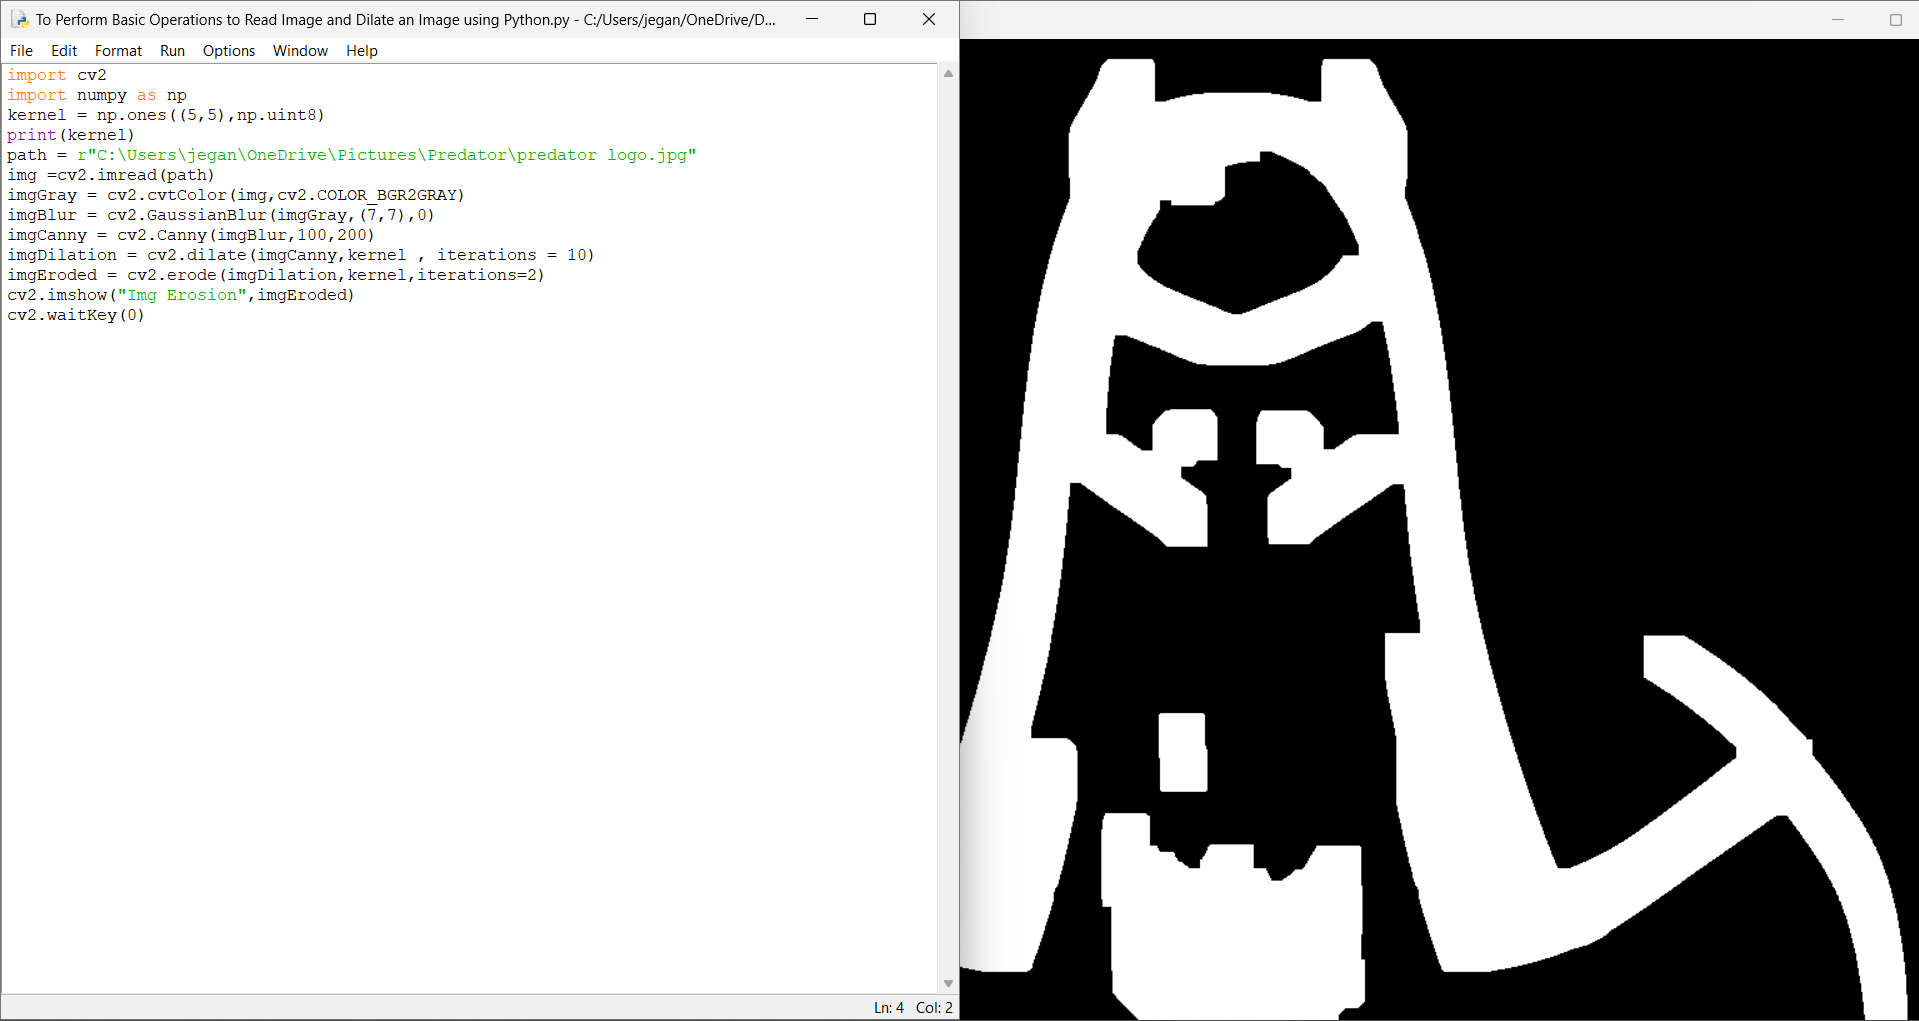 To Perform Basic Operations to Read Image and Dilate an Image using Python.py - C:/Users/jegan/OneDrive/D...
File Edit Format Run Options Window Help
import cv2
import numpy as np
kernel = np.ones((5,5),np.uint8)
print(kernel)
path = r"C:\Users\jegan\OneDrive\Pictures\Predator\predator logo.jpg"
img =cv2.imread(path)
imgGray = cv2.cvtColor(img,cv2.COLOR_BGR2GRAY)
imgBlur = cv2.GaussianBlur(imgGray,(7,7),0)
imgCanny = cv2.Canny(imgBlur,100,200)
imgDilation = cv2.dilate(imgCanny,kernel , iterations = 10)
imgEroded = cv2.erode(imgDilation,kernel,iterations=2)
cv2.imshow("Img Erosion",imgEroded)
cv2.waitKey(0)
Ln: 4 Col: 2